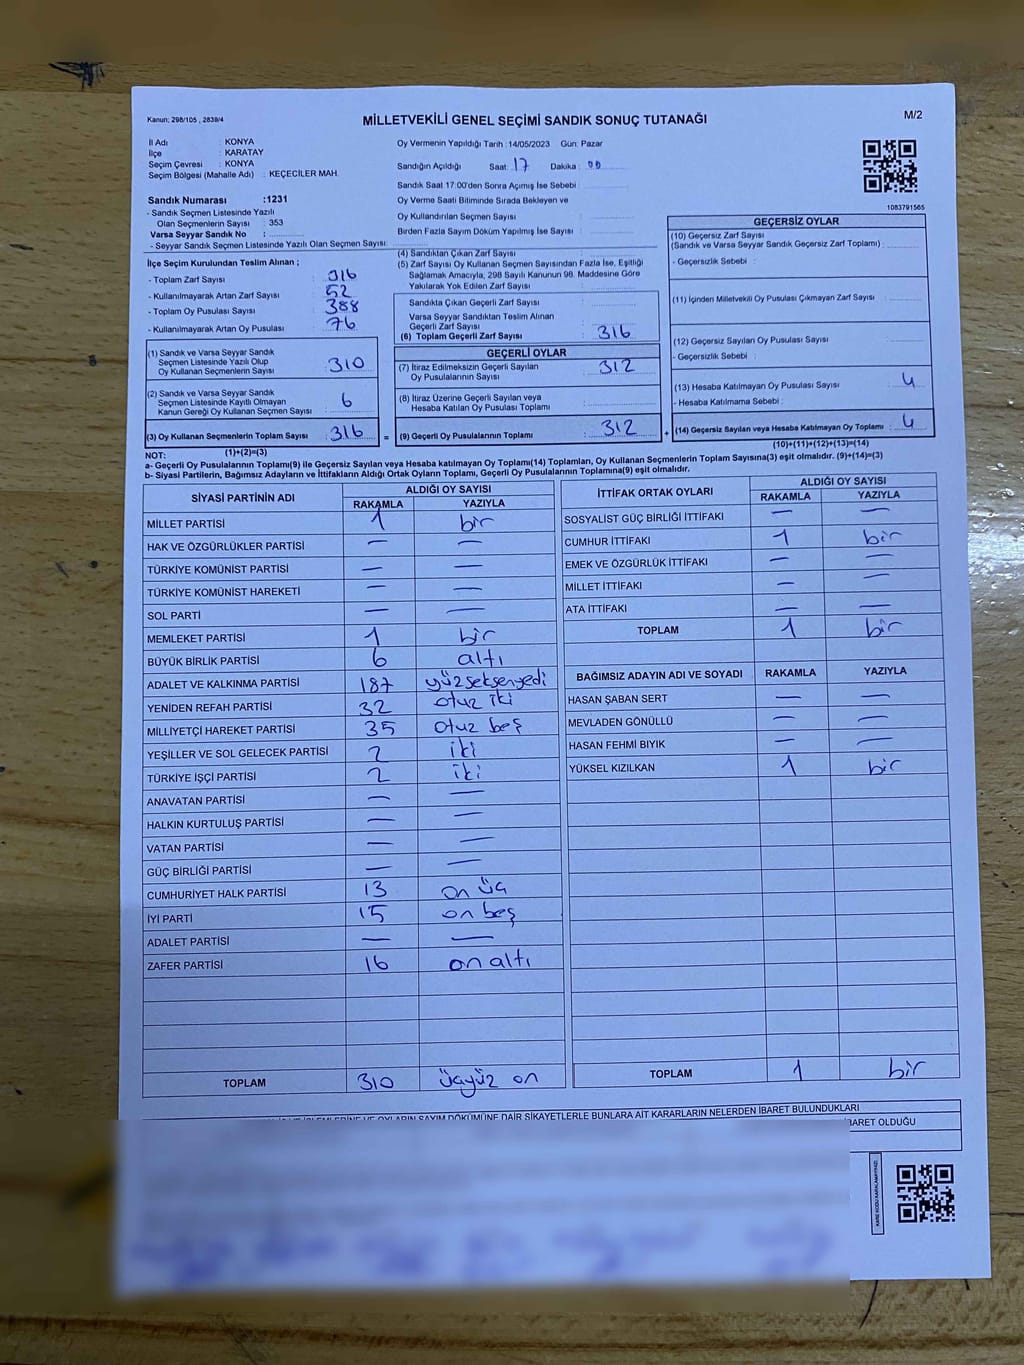 Kanun: 298/105 , 2839/4
MİLLETVEKİLİ GENEL SEÇİMİ SANDIK SONUÇ TUTANAĞI
M/2
İl Adı : KONYA
İlçe : KARATAY
Seçim Çevresi : KONYA
Seçim Bölgesi (Mahalle Adı) : KEÇECİLER MAH.
Sandık Numarası :1231
- Sandık Seçmen Listesinde Yazılı
Olan Seçmenlerin Sayısı : 353
Varsa Seyyar Sandık No :
- Seyyar Sandık Seçmen Listesinde Yazılı Olan Seçmen Sayısı:
Oy Vermenin Yapıldığı Tarih :14/05/2023 Gün: Pazar
Sandığın Açıldığı Saat: 17 Dakika : 00
Sandık Saat 17:00'den Sonra Açımış İse Sebebi :
Oy Verme Saati Bitiminde Sırada Bekleyen ve
Oy Kullandırılan Seçmen Sayısı :
Birden Fazla Sayım Döküm Yapılmış İse Sayısı :
1083791565
İlçe Seçim Kurulundan Teslim Alınan ;
- Toplam Zarf Sayısı : 316
- Kullanılmayarak Artan Zarf Sayısı : 52
- Toplam Oy Pusulası Sayısı : 388
- Kullanılmayarak Artan Oy Pusulası : 76
(4) Sandıktan Çıkan Zarf Sayısı :
(5) Zarf Sayısı Oy Kullanan Seçmen Sayısından Fazla İse, Eşitliği
Sağlamak Amacıyla, 298 Sayılı Kanunun 98. Maddesine Göre
Yakılarak Yok Edilen Zarf Sayısı :
Sandıkta Çıkan Geçerli Zarf Sayısı :
Varsa Seyyar Sandıktan Teslim Alınan
Geçerli Zarf Sayısı :
(6) Toplam Geçerli Zarf Sayısı : 316
GEÇERSİZ OYLAR
(10) Geçersiz Zarf Sayısı
(Sandık ve Varsa Seyyar Sandık Geçersiz Zarf Toplamı) :
- Geçersizlik Sebebi :
(11) İçinden Milletvekili Oy Pusulası Çıkmayan Zarf Sayısı :
(12) Geçersiz Sayılan Oy Pusulası Sayısı :
- Geçersizlik Sebebi :
(13) Hesaba Katılmayan Oy Pusulası Sayısı : 4
- Hesaba Katılmama Sebebi :
(1) Sandık ve Varsa Seyyar Sandık
Seçmen Listesinde Yazılı Olup
Oy Kullanan Seçmenlerin Sayısı : 310
(2) Sandık ve Varsa Seyyar Sandık
Seçmen Listesinde Kayıtlı Olmayan
Kanun Gereği Oy Kullanan Seçmen Sayısı : 6
(3) Oy Kullanan Seçmenlerin Toplam Sayısı : 316
(1)+(2)=(3)
GEÇERLİ OYLAR
(7) İtiraz Edilmeksizin Geçerli Sayılan
Oy Pusulalarının Sayısı : 312
(8) İtiraz Üzerine Geçerli Sayılan veya
Hesaba Katılan Oy Pusulası Toplamı :
= (9) Geçerli Oy Pusulalarının Toplamı : 312
+ (14) Geçersiz Sayılan veya Hesaba Katılmayan Oy Toplamı : 4
(10)+(11)+(12)+(13)=(14)
NOT:
a- Geçerli Oy Pusulalarının Toplamı(9) ile Geçersiz Sayılan veya Hesaba katılmayan Oy Toplamı(14) Toplamları, Oy Kullanan Seçmenlerin Toplam Sayısına(3) eşit olmalıdır. (9)+(14)=(3)
b- Siyasi Partilerin, Bağımsız Adayların ve İttifakların Aldığı Oyların Toplamı, Geçerli Oy Pusulalarının Toplamına(9) eşit olmalıdır.
SİYASİ PARTİNİN ADI ALDIĞI OY SAYISI
RAKAMLA YAZIYLA
MİLLET PARTİSİ 1 bir
HAK VE ÖZGÜRLÜKLER PARTİSİ — —
TÜRKİYE KOMÜNİST PARTİSİ — —
TÜRKİYE KOMÜNİST HAREKETİ — —
SOL PARTİ — —
MEMLEKET PARTİSİ 1 bir
BÜYÜK BİRLİK PARTİSİ 6 altı
ADALET VE KALKINMA PARTİSİ 187 yüzseksenyedi
YENİDEN REFAH PARTİSİ 32 otuz iki
MİLLİYETÇİ HAREKET PARTİSİ 35 otuz beş
YEŞİLLER VE SOL GELECEK PARTİSİ 2 iki
TÜRKİYE İŞÇİ PARTİSİ 2 iki
ANAVATAN PARTİSİ — —
HALKIN KURTULUŞ PARTİSİ — —
VATAN PARTİSİ — —
GÜÇ BİRLİĞİ PARTİSİ — —
CUMHURİYET HALK PARTİSİ 13 on üç
İYİ PARTİ 15 on beş
ADALET PARTİSİ — —
ZAFER PARTİSİ 16 on altı
TOPLAM 310 üçyüz on
İTTİFAK ORTAK OYLARI ALDIĞI OY SAYISI
RAKAMLA YAZIYLA
SOSYALİST GÜÇ BİRLİĞİ İTTİFAKI — —
CUMHUR İTTİFAKI 1 bir
EMEK VE ÖZGÜRLÜK İTTİFAKI — —
MİLLET İTTİFAKI — —
ATA İTTİFAKI — —
TOPLAM 1 bir
BAĞIMSIZ ADAYIN ADI VE SOYADI RAKAMLA YAZIYLA
HASAN ŞABAN SERT — —
MEVLADEN GÖNÜLLÜ — —
HASAN FEHMİ BIYIK — —
YÜKSEL KIZILKAN 1 bir
TOPLAM 1 bir
İŞLEMLERİNE VE OYLARIN SAYIM DÖKÜMÜNE DAİR ŞİKAYETLERLE BUNLARA AİT KARARLARIN NELERDEN İBARET BULUNDUKLARI
İBARET OLDUĞU